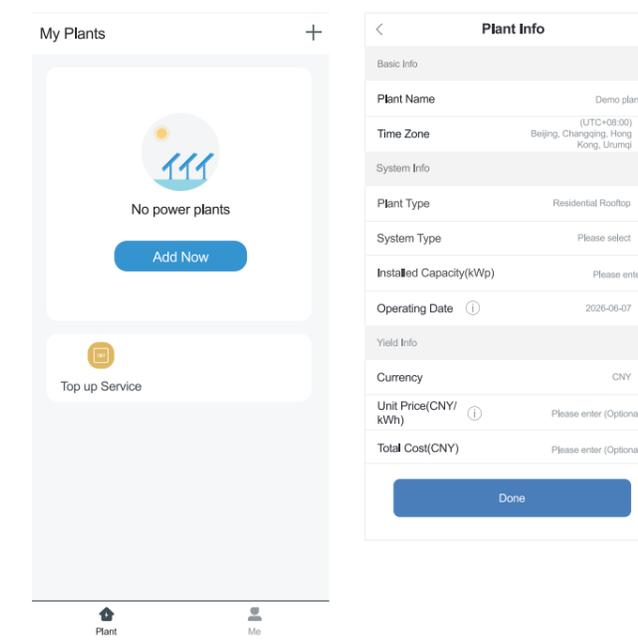 My Plants
No power plants
Add Now
Top up Service
Plant
Me
Plant Info
Basic Info
Plant Name
Demo plan
Time Zone
(UTC+08:00)
Beijing, Changqing, Hong
Kong, Urumqi
System Info
Plant Type
Residential Rooftop
System Type
Please select
Installed Capacity(kWp)
Please ente
Operating Date
2026-06-07
Yield Info
Currency
CNY
Unit Price(CNY/
kWh)
Please enter (Optiona
Total Cost(CNY)
Please enter (Optiona
Done